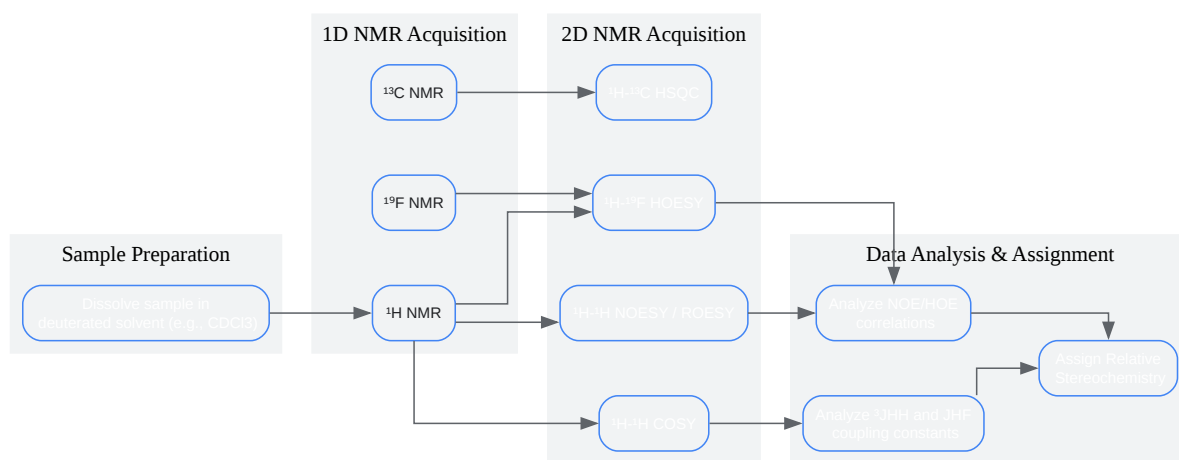 1D NMR Acquisition
2D NMR Acquisition
¹³C NMR
¹H-¹³C HSQC
¹⁹F NMR
¹H-¹⁹F HOESY
Sample Preparation
Data Analysis & Assignment
Dissolve sample in
deuterated solvent (e.g., CDCl3)
¹H NMR
¹H-¹H NOESY / ROESY
Analyze NOE/HOE
correlations
Assign Relative
Stereochemistry
¹H-¹H COSY
Analyze ³JHH and JHF
coupling constants